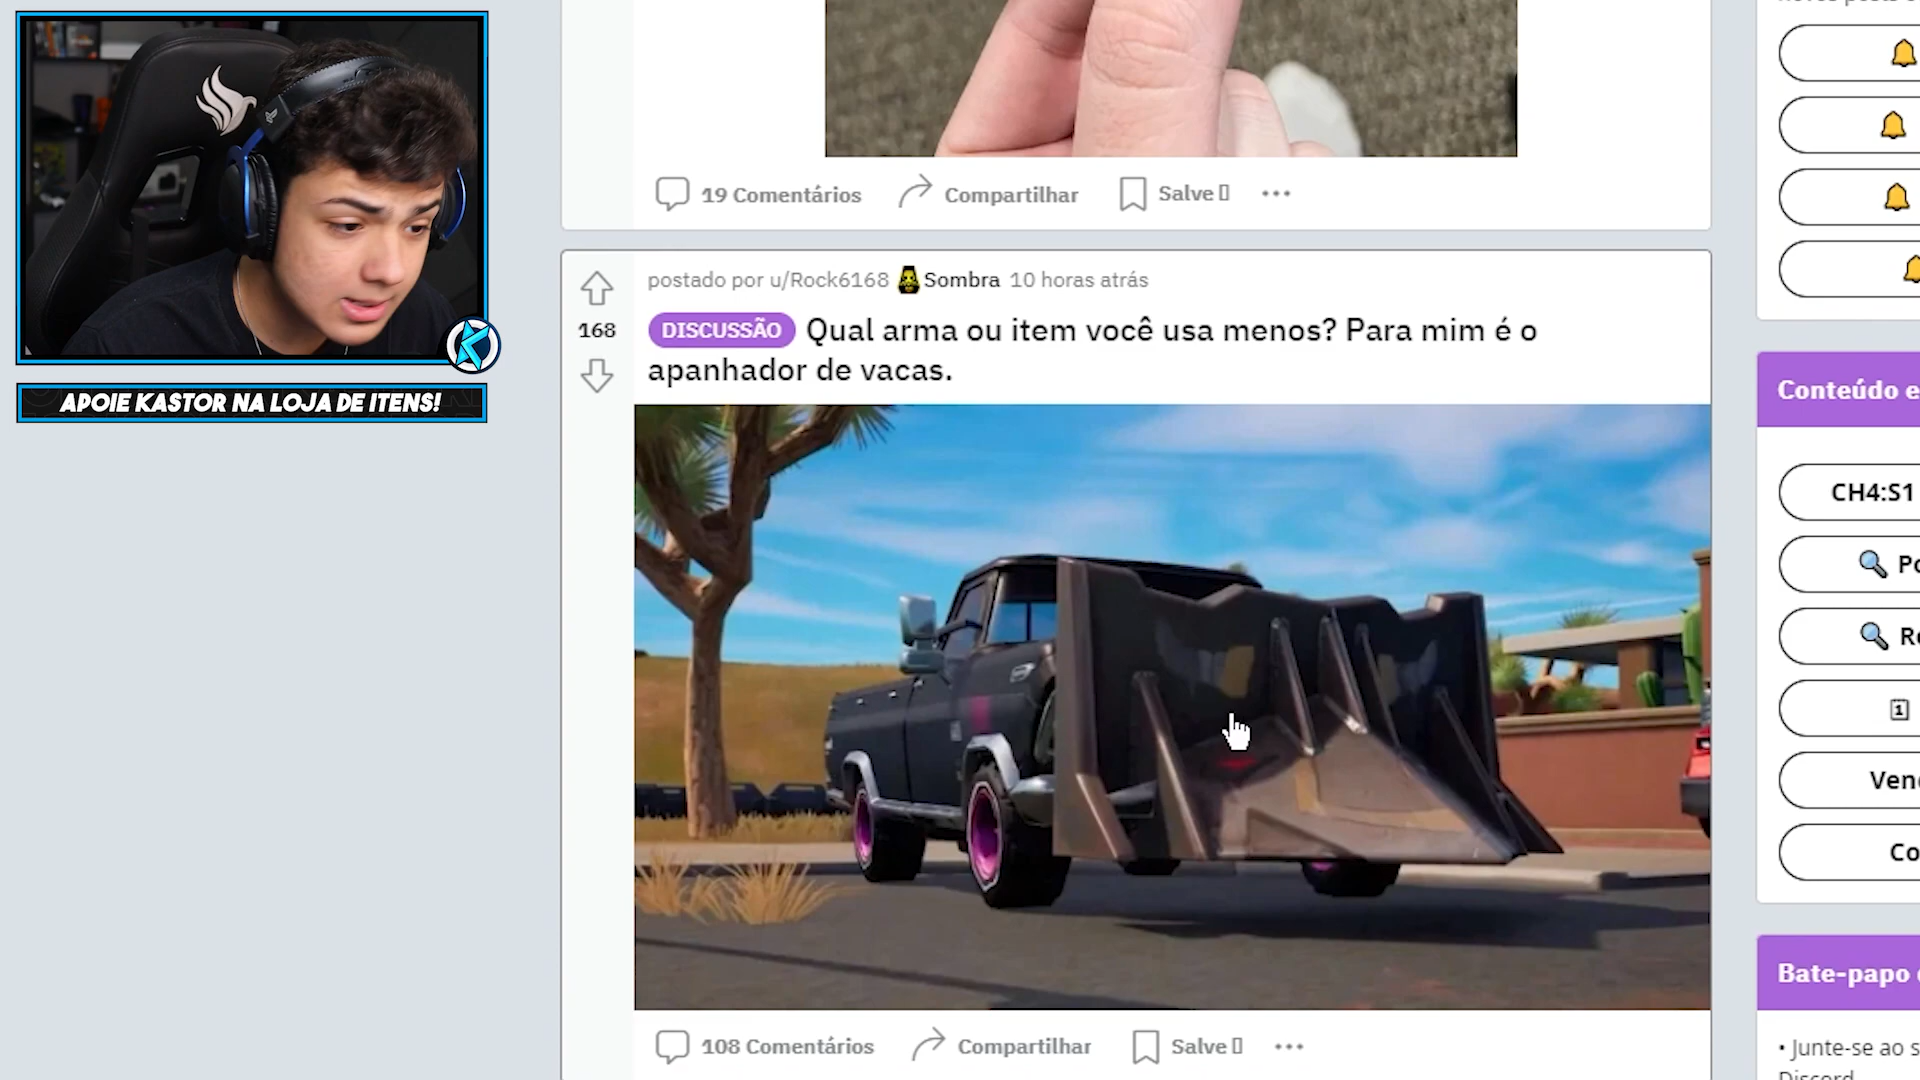 APOIE KASTOR NA LOJA DE ITENS!
19 Comentários
Compartilhar
Salve
postado por u/Rock6168 Sombra 10 horas atrás
168
DISCUSSÃO Qual arma ou item você usa menos? Para mim é o
apanhador de vacas.
108 Comentários
Compartilhar
Salve
Conteúdo e
CH4:S1
Po
Re
1
Ven
Co
Bate-papo
• Junte-se ao s
Discord